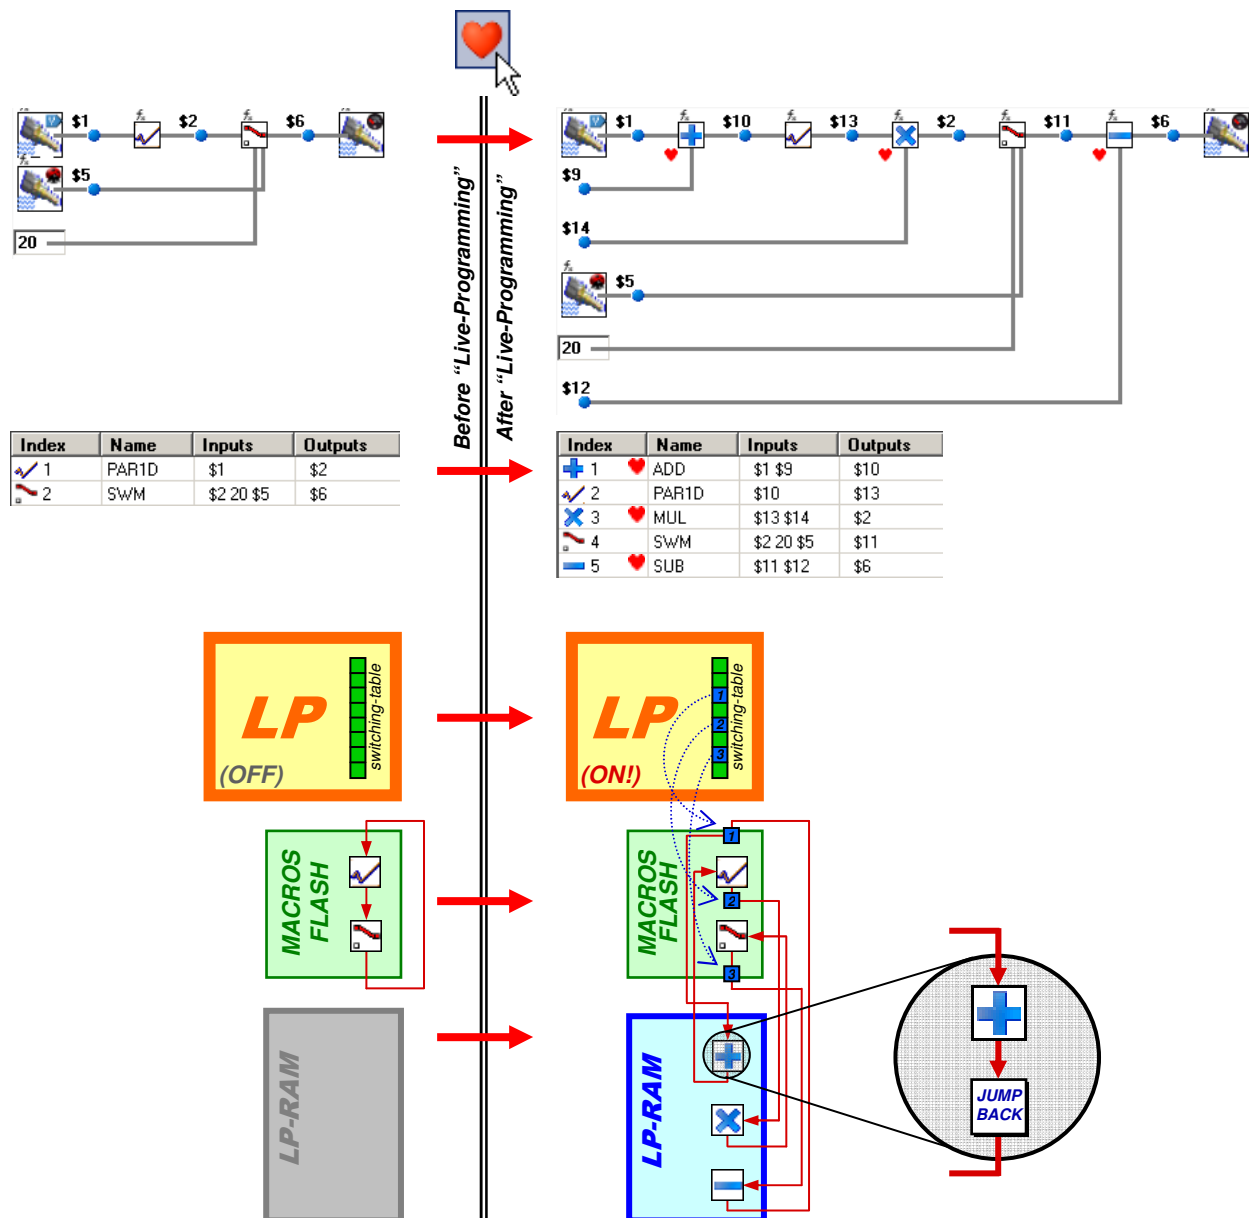 $1 $2 $6
$5
20
Before “Live-Programming”
After “Live-Programming”
$1 $10 $13 $2 $11 $6
$9
$14
$5
20
$12
Index Name Inputs Outputs
1 PAR1D $1 $2
2 SWM $2 20 $5 $6
Index Name Inputs Outputs
1 ADD $1 $9 $10
2 PAR1D $10 $13
3 MUL $13 $14 $2
4 SWM $2 20 $5 $11
5 SUB $11 $12 $6
LP
(OFF)
switching-table
LP
(ON!)
switching-table
1
2
3
MACROS
FLASH
MACROS
FLASH
1
2
3
LP-RAM
LP-RAM
JUMP
BACK